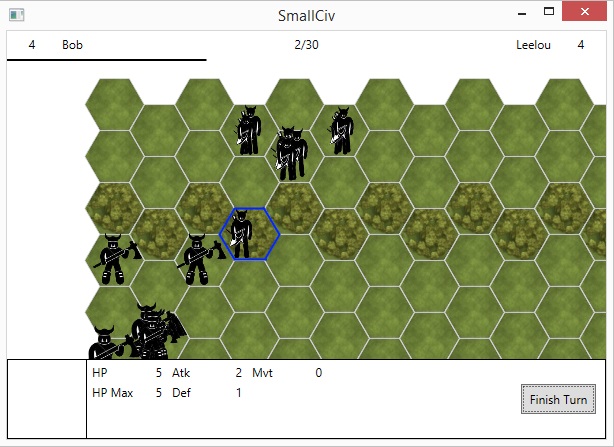 SmallCiv
4 Bob 2/30 Leelou 4
HP 5 Atk 2 Mvt 0
HP Max 5 Def 1
Finish Turn